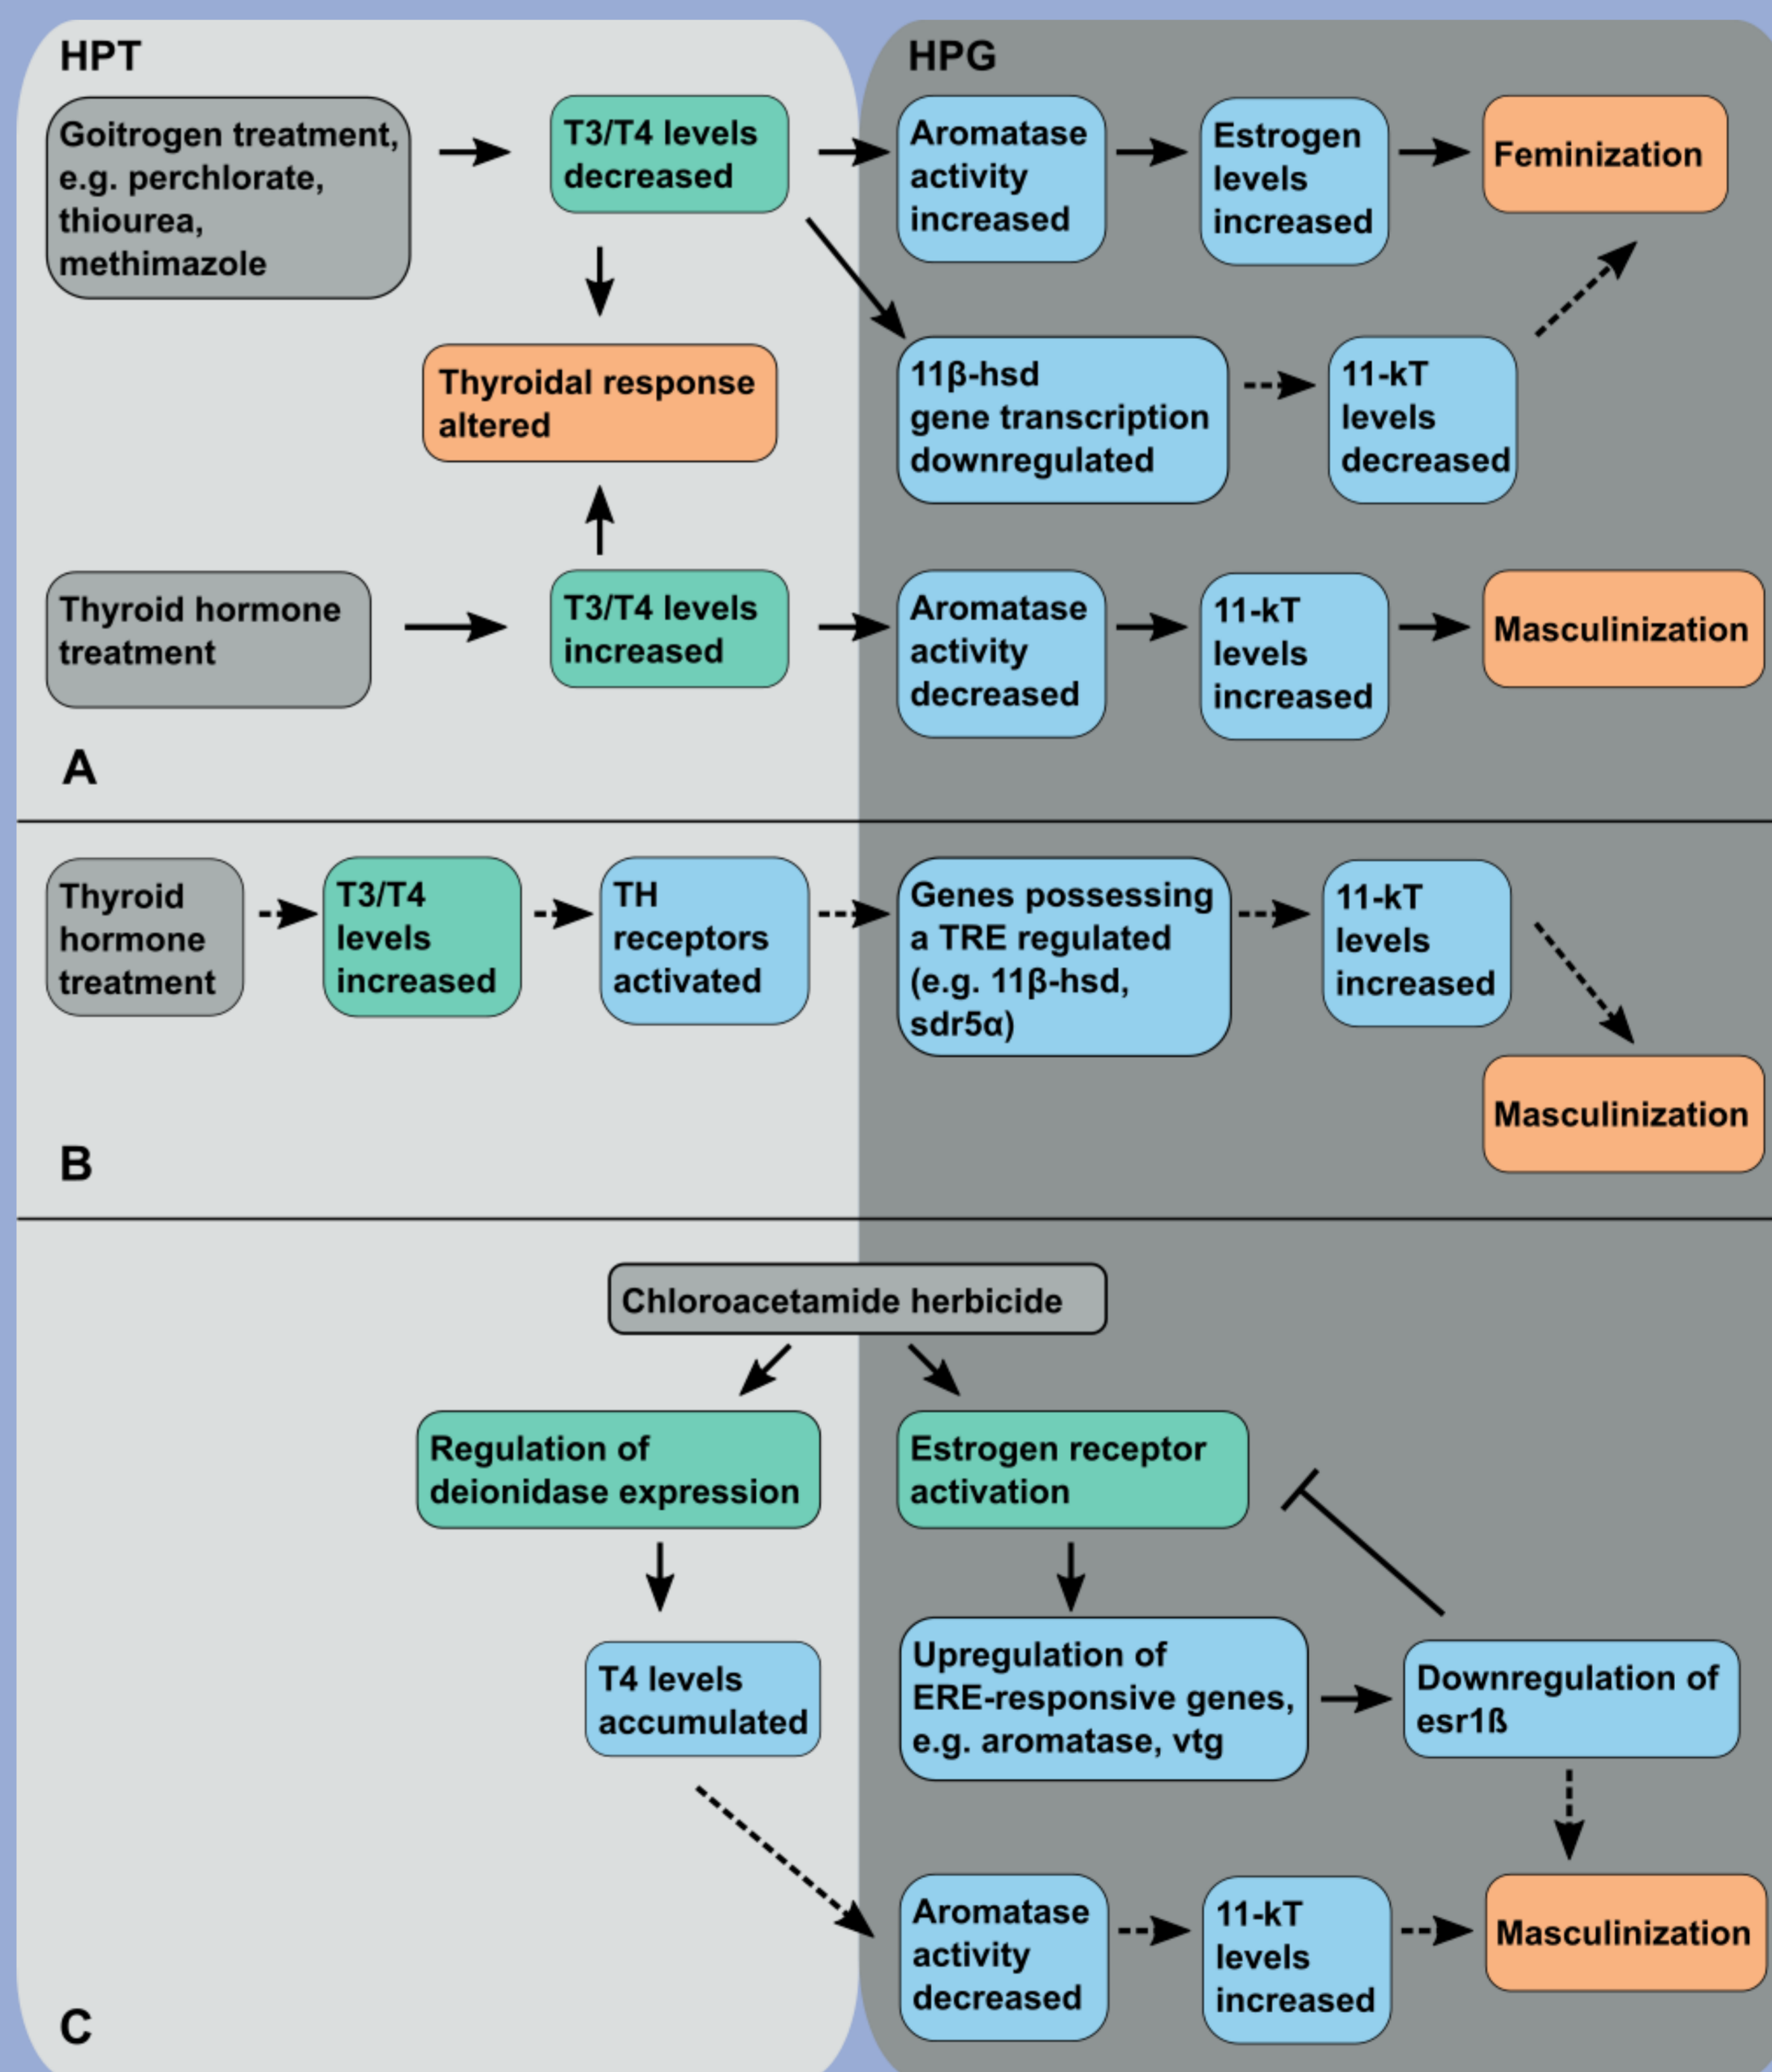 HPT
HPG
Goitrogen treatment,
e.g. perchlorate,
thiourea,
methimazole
T3/T4 levels
decreased
Aromatase
activity
increased
Estrogen
levels
increased
Feminization
Thyroidal response
altered
11β-hsd
gene transcription
downregulated
11-kT
levels
decreased
Thyroid hormone
treatment
T3/T4 levels
increased
Aromatase
activity
decreased
11-kT
levels
increased
Masculinization
A
Thyroid
hormone
treatment
T3/T4
levels
increased
TH
receptors
activated
Genes possessing
a TRE regulated
(e.g. 11β-hsd,
sdr5α)
11-kT
levels
increased
Masculinization
B
Chloroacetamide herbicide
Regulation of
deionidase expression
Estrogen receptor
activation
T4 levels
accumulated
Upregulation of
ERE-responsive genes,
e.g. aromatase, vtg
Downregulation of
esr1ß
Aromatase
activity
decreased
11-kT
levels
increased
Masculinization
C